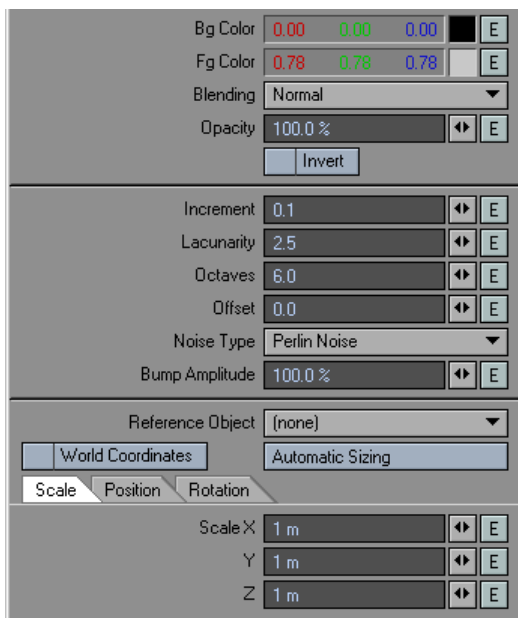 Bg Color 0.00 0.00 0.00 E
Fg Color 0.78 0.78 0.78 E
Blending Normal
Opacity 100.0 % E
Invert
Increment 0.1 E
Lacunarity 2.5 E
Octaves 6.0 E
Offset 0.0 E
Noise Type Perlin Noise
Bump Amplitude 100.0 % E
Reference Object (none)
World Coordinates Automatic Sizing
Scale Position Rotation
Scale X 1 m E
Y 1 m E
Z 1 m E